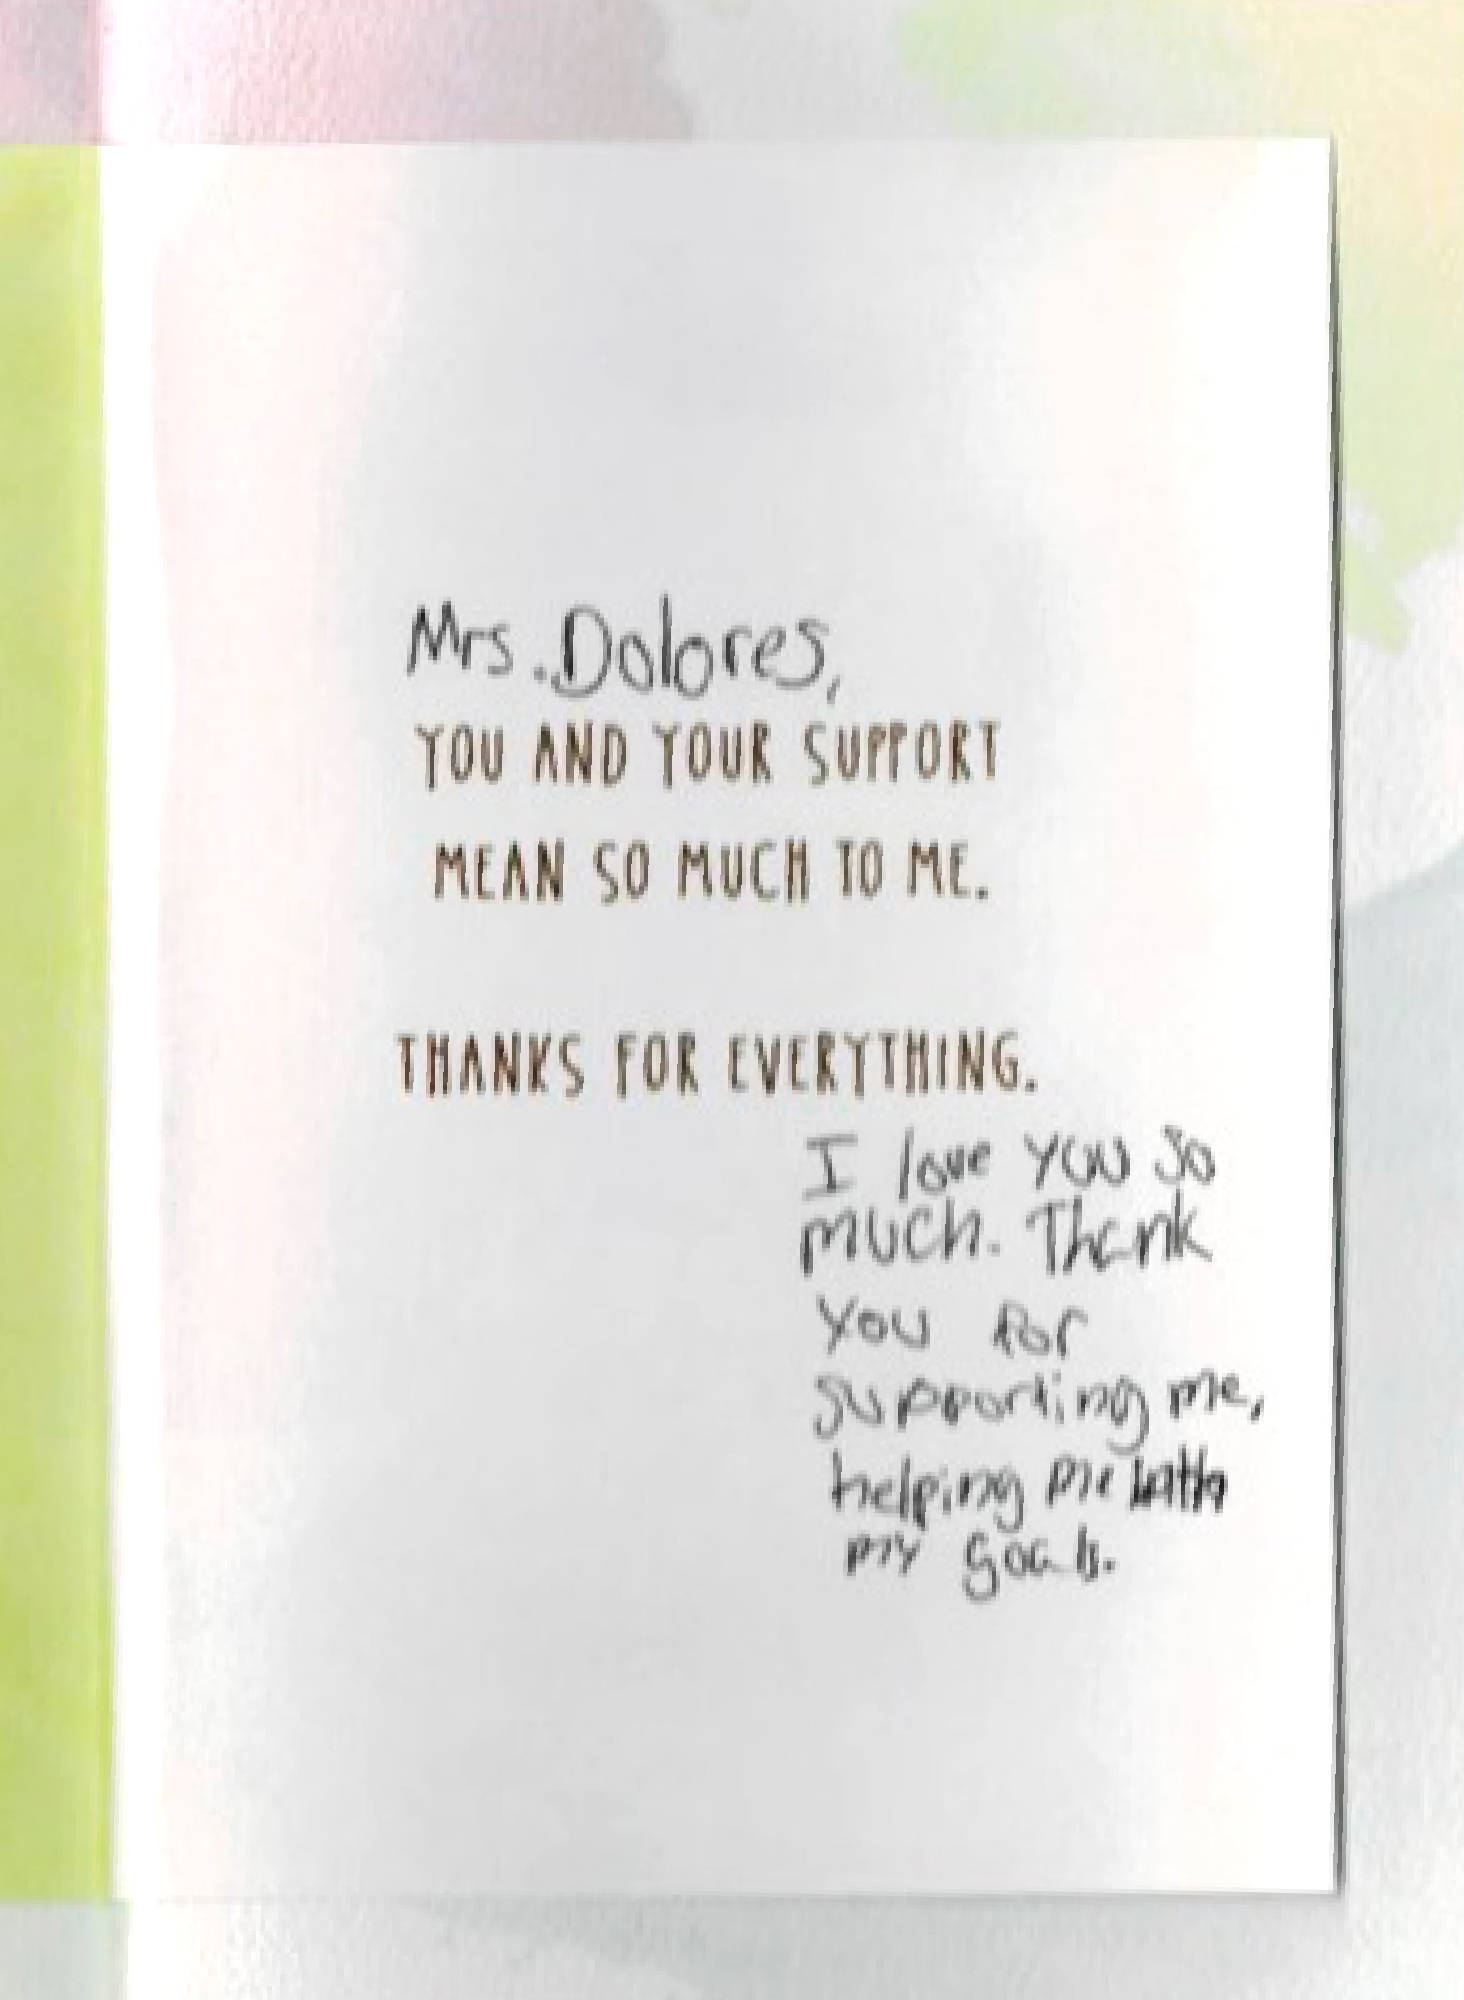 Mrs. Dolores,
YOU AND YOUR SUPPORT
MEAN SO MUCH TO ME.
THANKS FOR EVERYTHING.
I love you so
much. Thank
you for
supporting me,
helping me with
my goals.